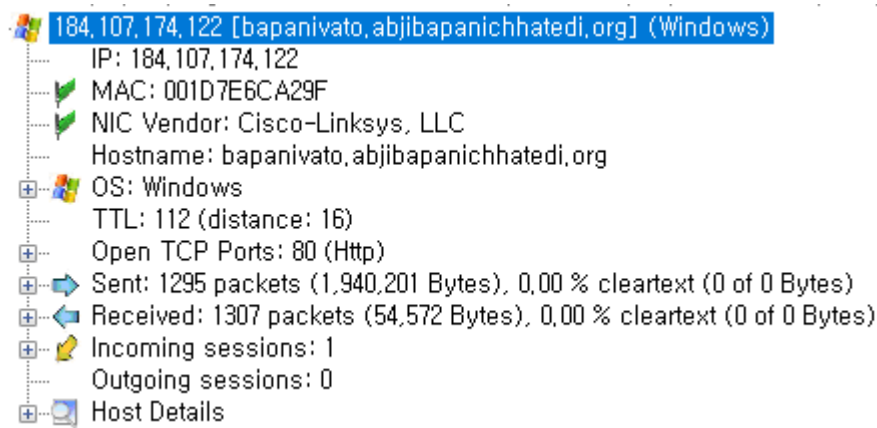 184,107,174,122 [bapanivato,abjibapanichhatedi,org] (Windows)
IP: 184,107,174,122
MAC: 001D7E6CA29F
NIC Vendor: Cisco-Linksys, LLC
Hostname: bapanivato,abjibapanichhatedi,org
OS: Windows
TTL: 112 (distance: 16)
Open TCP Ports: 80 (Http)
Sent: 1295 packets (1,940,201 Bytes), 0,00 % cleartext (0 of 0 Bytes)
Received: 1307 packets (54,572 Bytes), 0,00 % cleartext (0 of 0 Bytes)
Incoming sessions: 1
Outgoing sessions: 0
Host Details